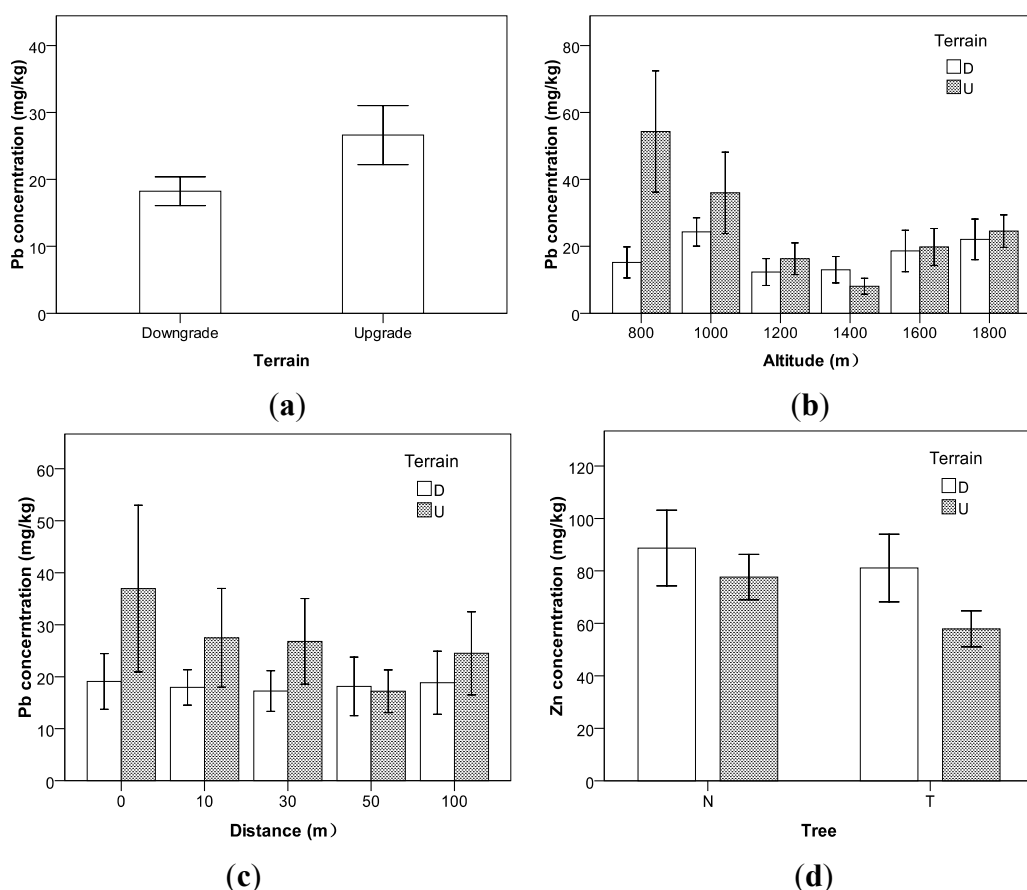 Pb concerntration (mg/kg)
40
30
20
10
0
Downgrade Upgrade
Terrain
(a)
Pb concerntration (mg/kg)
80
60
40
20
0
Terrain
D
U
800 1000 1200 1400 1600 1800
Altitude (m）
(b)
Pb concerntration (mg/kg)
60
50
40
30
20
10
0
Terrain
D
U
0 10 30 50 100
Distance (m）
(c)
Zn concerntration (mg/kg)
120
100
80
60
40
20
0
Terrain
D
U
N T
Tree
(d)